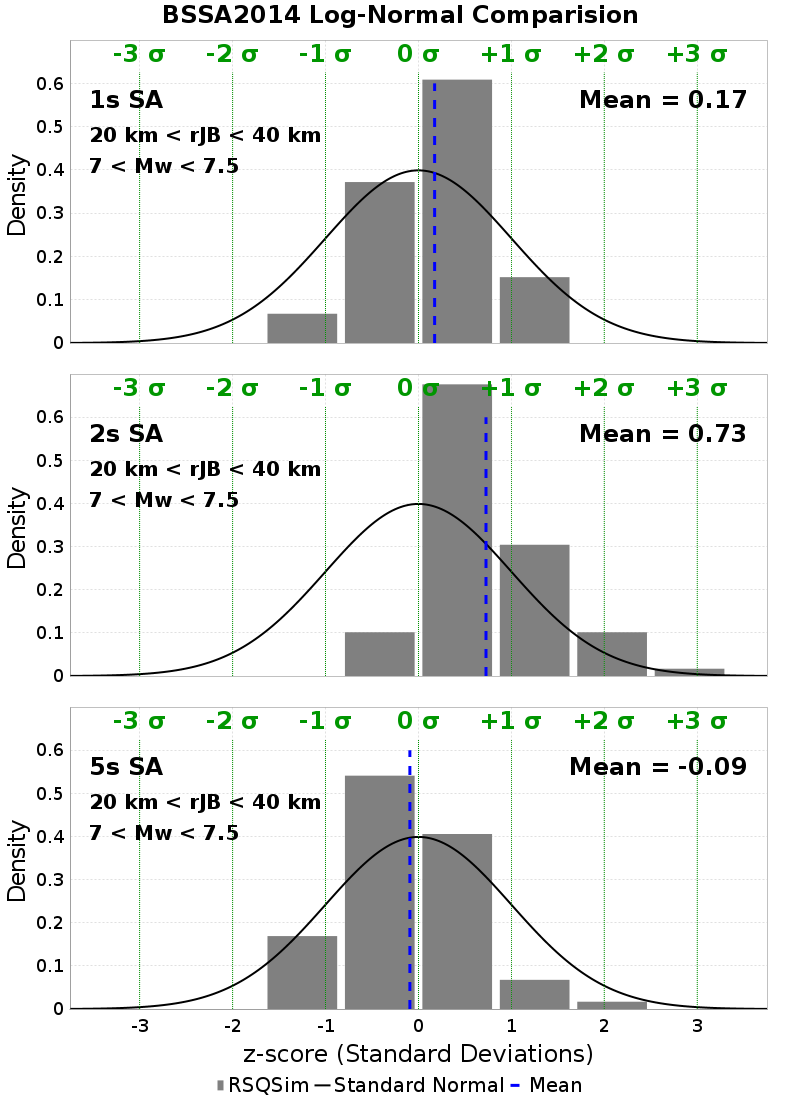 BSSA2014 Log-Normal Comparision
-3 σ -2 σ -1 σ 0 σ +1 σ +2 σ +3 σ
1s SA
Mean = 0.17
20 km < rJB < 40 km
7 < Mw < 7.5
Density
0.6
0.5
0.4
0.3
0.2
0.1
0
-3 σ -2 σ -1 σ 0 σ +1 σ +2 σ +3 σ
2s SA
Mean = 0.73
20 km < rJB < 40 km
7 < Mw < 7.5
Density
0.6
0.5
0.4
0.3
0.2
0.1
0
-3 σ -2 σ -1 σ 0 σ +1 σ +2 σ +3 σ
5s SA
Mean = -0.09
20 km < rJB < 40 km
7 < Mw < 7.5
Density
0.6
0.5
0.4
0.3
0.2
0.1
0
-3 -2 -1 0 1 2 3
z-score (Standard Deviations)
RSQSim Standard Normal Mean